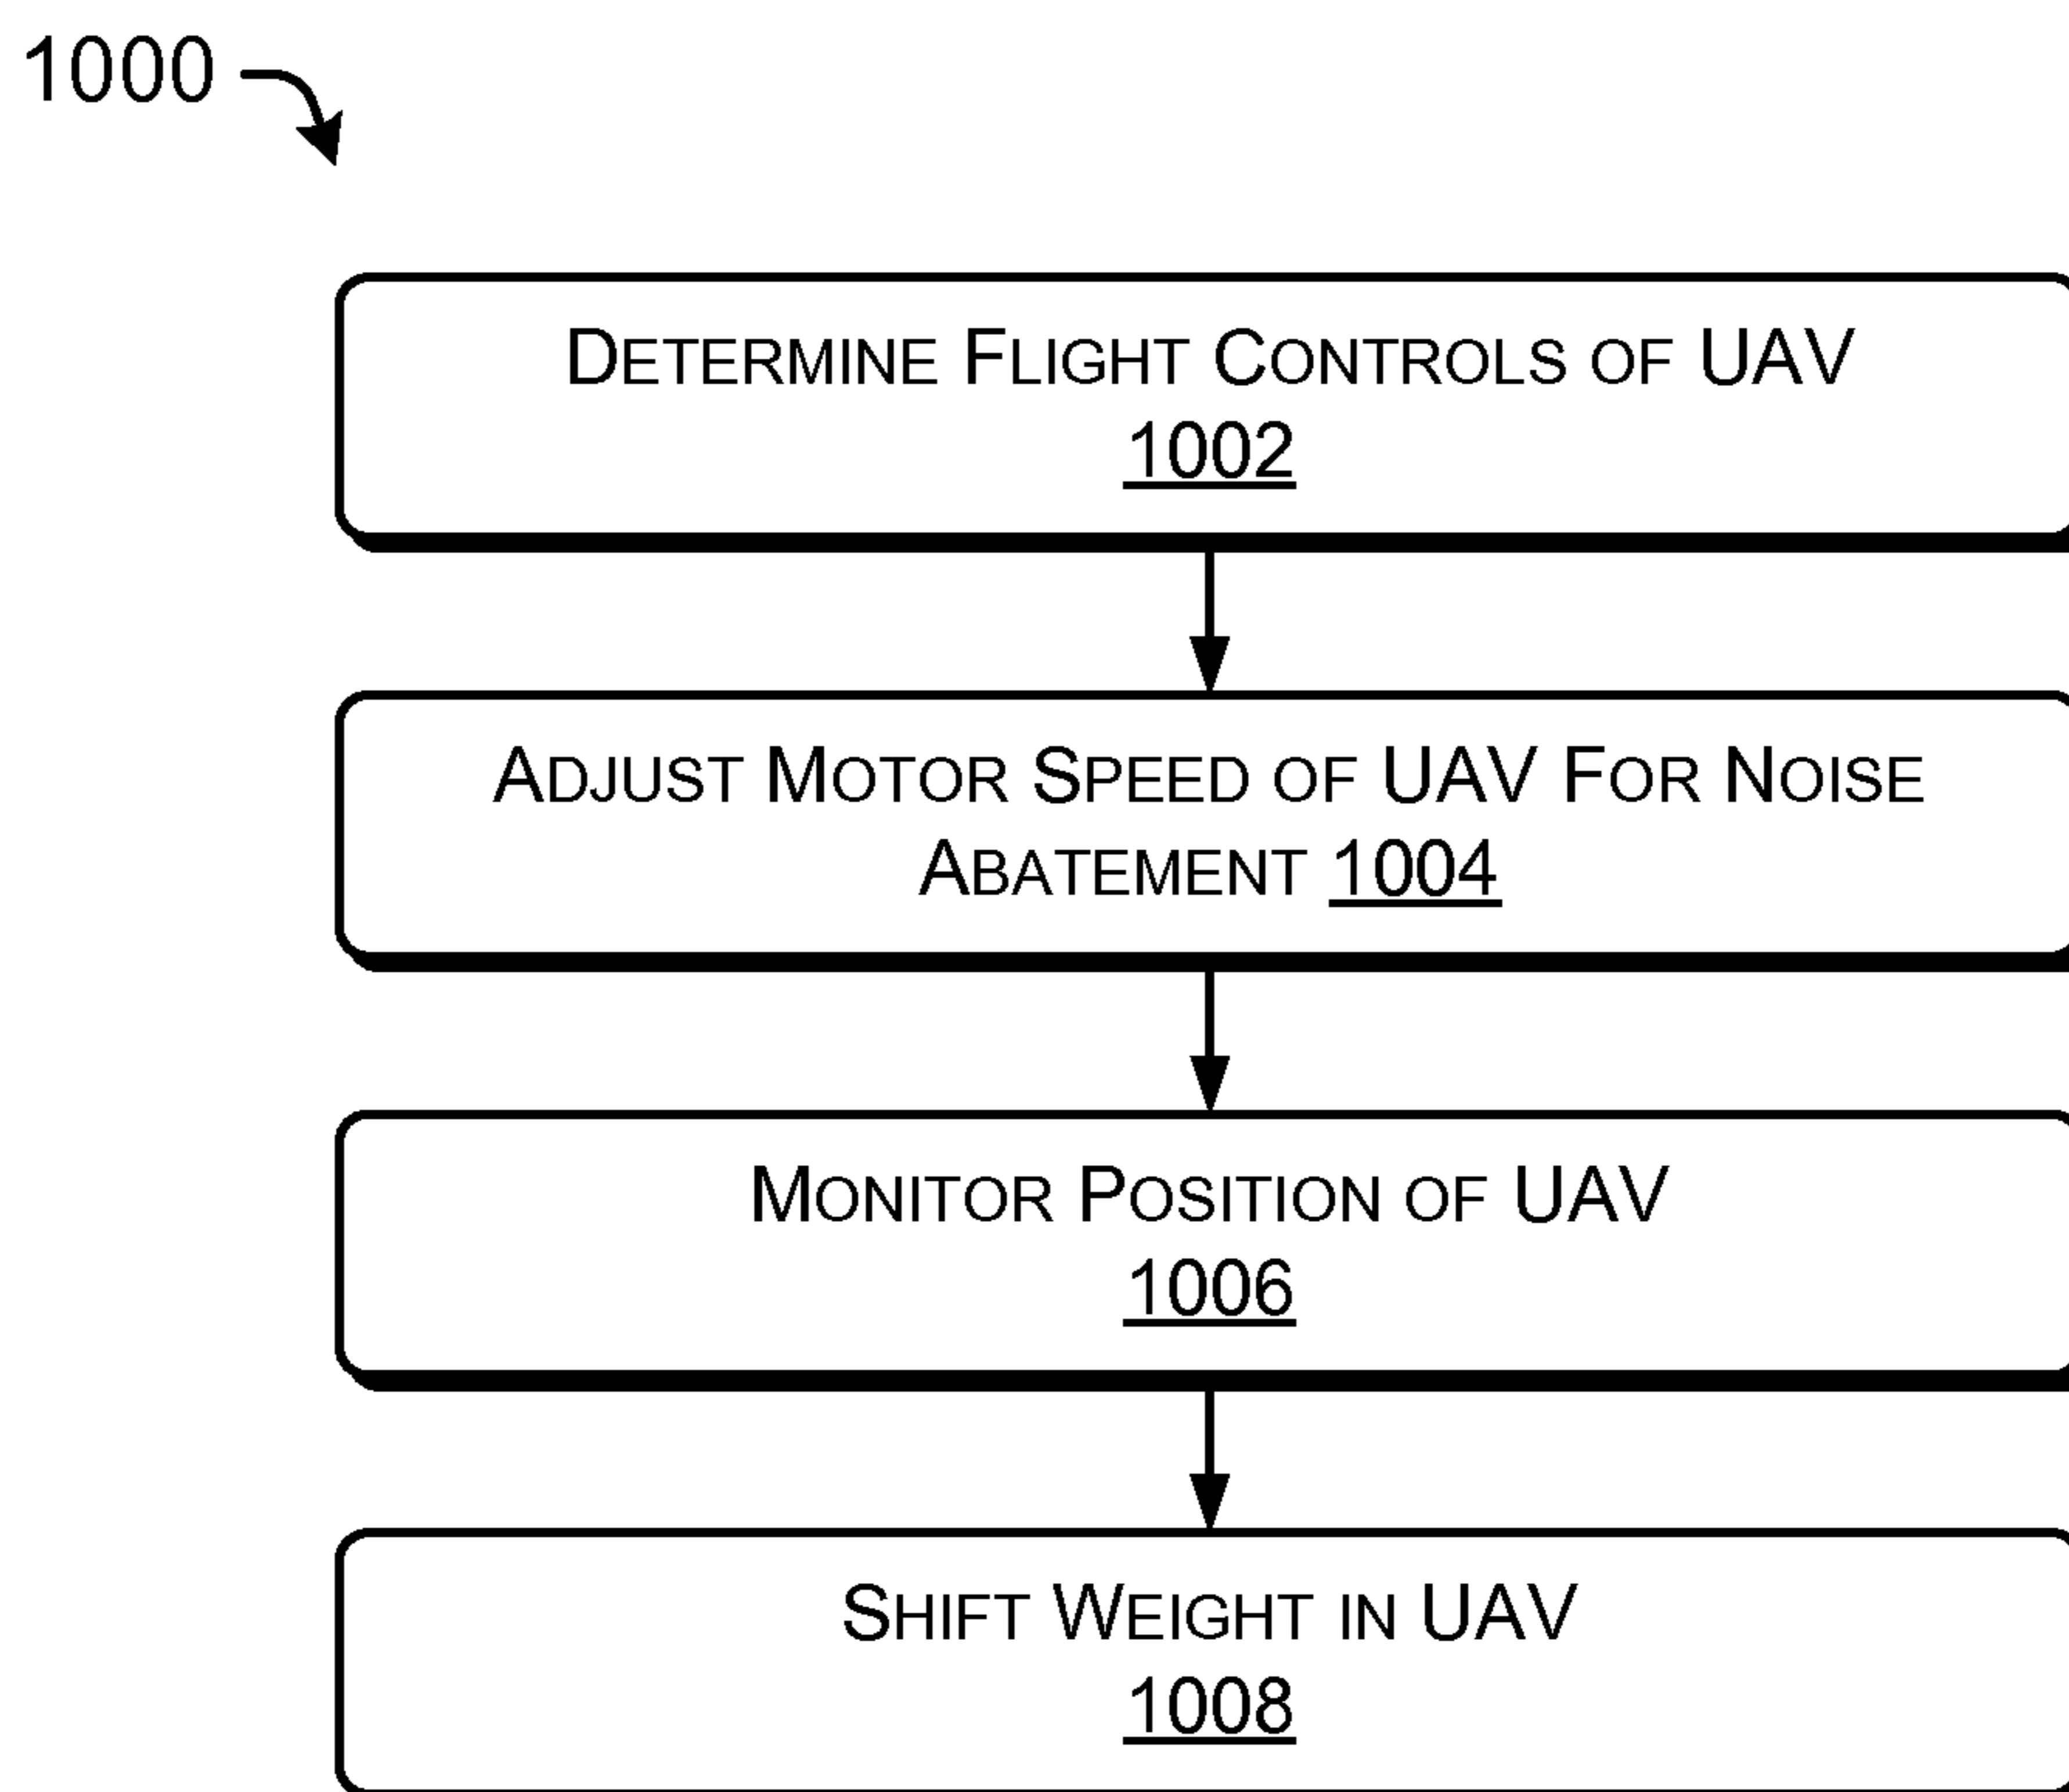 1000
DETERMINE FLIGHT CONTROLS OF UAV
1002
ADJUST MOTOR SPEED OF UAV FOR NOISE
ABATEMENT 1004
MONITOR POSITION OF UAV
1006
SHIFT WEIGHT IN UAV
1008